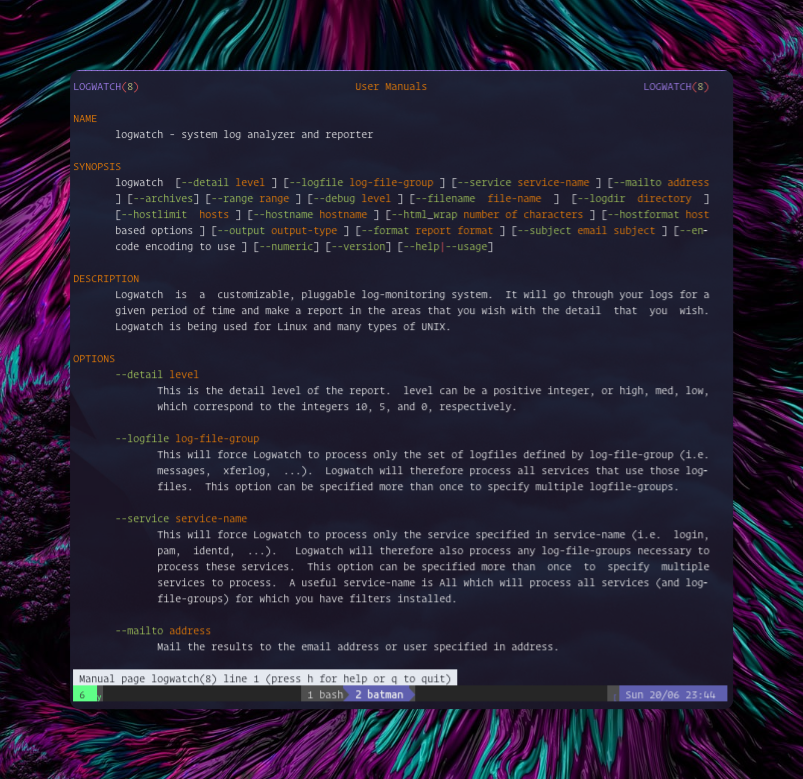 LOGWATCH(8) User Manuals LOGWATCH(8)
NAME
logwatch - system log analyzer and reporter
SYNOPSIS
logwatch [--detail level ] [--logfile log-file-group ] [--service service-name ] [--mailto address
] [--archives] [--range range ] [--debug level ] [--filename file-name ] [--logdir directory ]
[--hostlimit hosts ] [--hostname hostname ] [--html_wrap number of characters ] [--hostformat host
based options ] [--output output-type ] [--format report format ] [--subject email subject ] [--en-
code encoding to use ] [--numeric] [--version] [--help|--usage]
DESCRIPTION
Logwatch is a customizable, pluggable log-monitoring system. It will go through your logs for a
given period of time and make a report in the areas that you wish with the detail that you wish.
Logwatch is being used for Linux and many types of UNIX.
OPTIONS
--detail level
This is the detail level of the report. level can be a positive integer, or high, med, low,
which correspond to the integers 10, 5, and 0, respectively.
--logfile log-file-group
This will force Logwatch to process only the set of logfiles defined by log-file-group (i.e.
messages, xferlog, ...). Logwatch will therefore process all services that use those log-
files. This option can be specified more than once to specify multiple logfile-groups.
--service service-name
This will force Logwatch to process only the service specified in service-name (i.e. login,
pam, identd, ...). Logwatch will therefore also process any log-file-groups necessary to
process these services. This option can be specified more than once to specify multiple
services to process. A useful service-name is All which will process all services (and log-
file-groups) for which you have filters installed.
--mailto address
Mail the results to the email address or user specified in address.
Manual page logwatch(8) line 1 (press h for help or q to quit)
6 1 bash 2 batman Sun 20/06 23:44